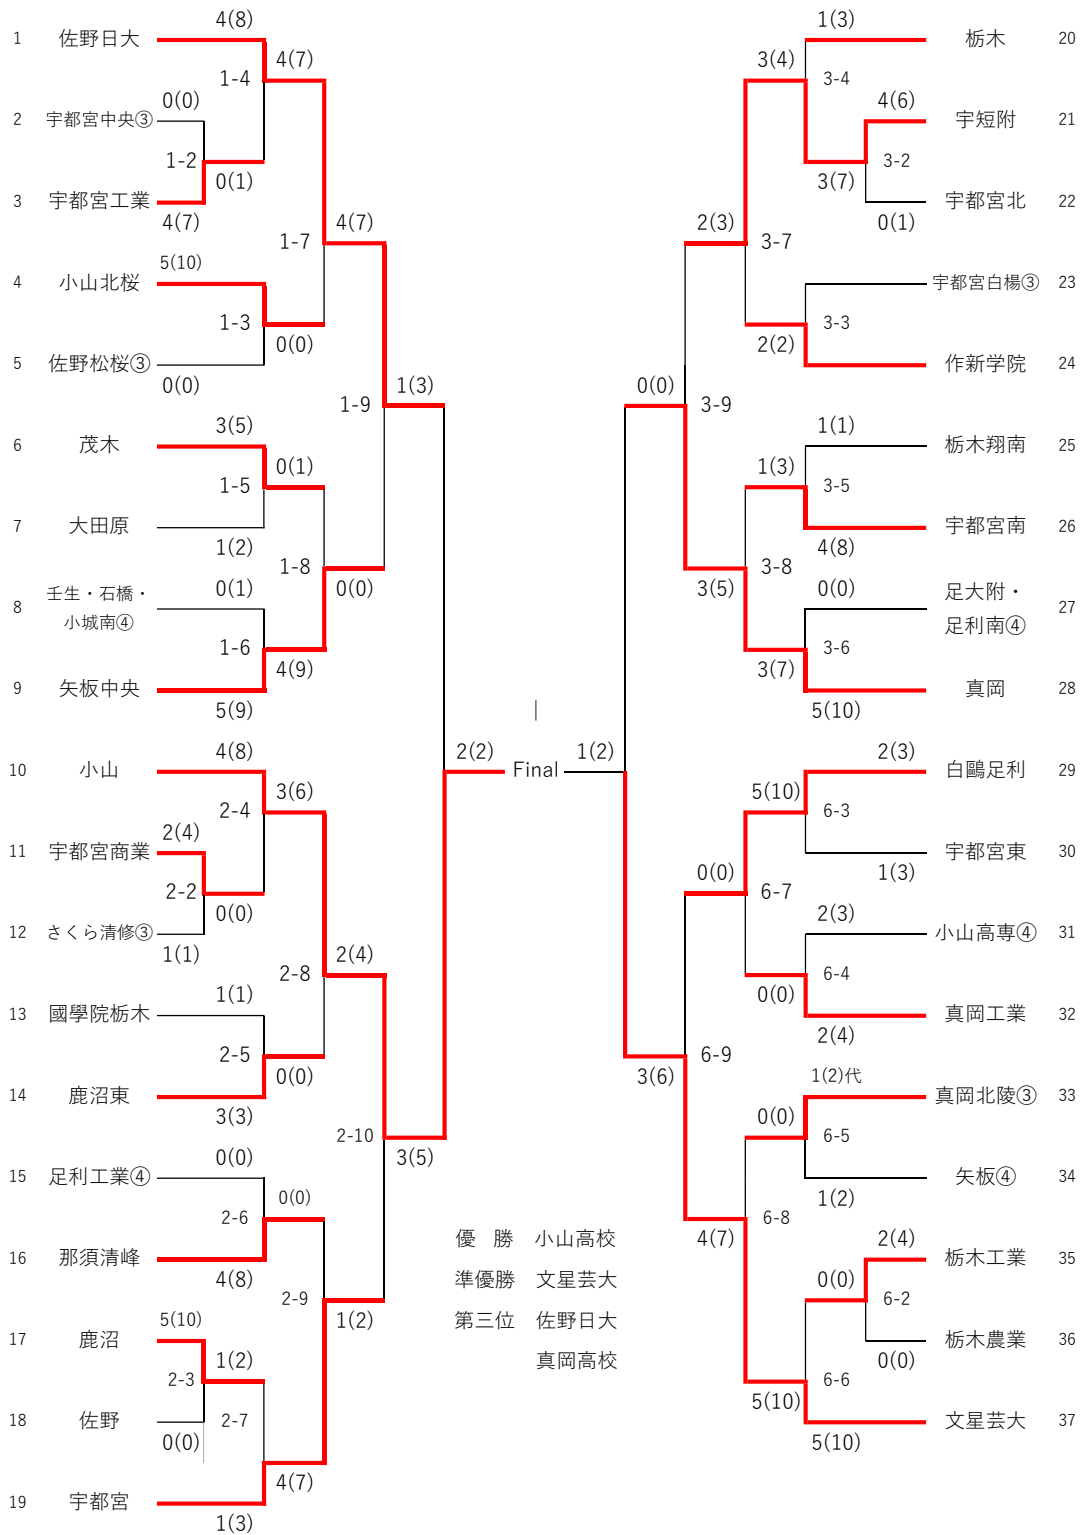 4(8)
1 佐野日大
4(7)
1-4
0(0)
2 宇都宮中央③
1-2
0(1)
3 宇都宮工業
4(7)
4(7)
1-7
5(10)
4 小山北桜
1-3
0(0)
5 佐野松桜③
0(0)
1(3)
1-9
3(5)
6 茂木
0(1)
1-5
7 大田原
1(2)
1-8
0(0)
0(1)
8 壬生・石橋・
小城南④
1-6
4(9)
9 矢板中央
5(9)
4(8)
10 小山
3(6)
2-4
2(4)
11 宇都宮商業
2-2
0(0)
12 さくら清修③
1(1)
2(4)
2-8
1(1)
13 國學院栃木
2-5
0(0)
14 鹿沼東
3(3)
2-10
3(5)
0(0)
15 足利工業④
0(0)
2-6
16 那須清峰
4(8)
2-9
1(2)
5(10)
17 鹿沼
1(2)
2-3
18 佐野
2-7
0(0)
4(7)
19 宇都宮
1(3)
2(2)
Final
1(2)
|
優 勝 小山高校
準優勝 文星芸大
第三位 佐野日大
真岡高校
1(3)
栃木 20
3(4)
3-4
4(6)
宇短附 21
3-2
3(7)
宇都宮北 22
0(1)
2(3)
3-7
宇都宮白楊③ 23
3-3
2(2)
作新学院 24
0(0)
3-9
1(1)
栃木翔南 25
1(3)
3-5
宇都宮南 26
4(8)
3-8
3(5)
0(0)
足大附・
足利南④ 27
3-6
3(7)
真岡 28
5(10)
2(3)
白鷗足利 29
5(10)
6-3
宇都宮東 30
1(3)
0(0)
6-7
2(3)
小山高専④ 31
6-4
0(0)
真岡工業 32
2(4)
6-9
3(6)
1(2)代
真岡北陵③ 33
0(0)
6-5
矢板④ 34
1(2)
6-8
4(7)
2(4)
栃木工業 35
0(0)
6-2
栃木農業 36
0(0)
6-6
5(10)
文星芸大 37
5(10)